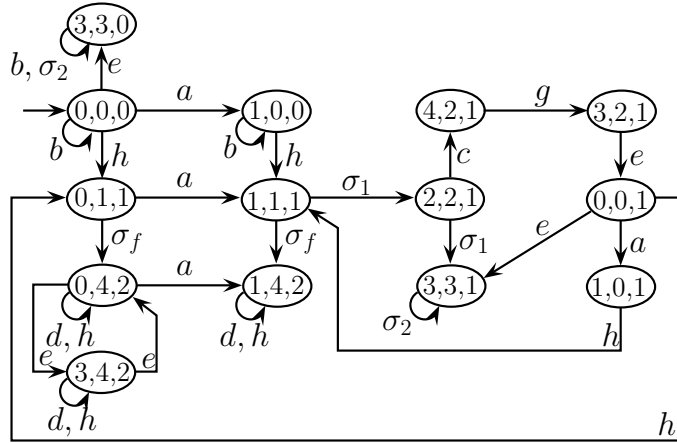 3,3,0
b, σ₂
e
0,0,0
a
1,0,0
4,2,1
g
3,2,1
b
h
b
h
c
e
0,1,1
a
1,1,1
σ₁
2,2,1
0,0,1
σ_f
σ_f
σ₁
e
a
0,4,2
a
1,4,2
3,3,1
1,0,1
d, h
d, h
σ₂
h
e
3,4,2
e
d, h
h